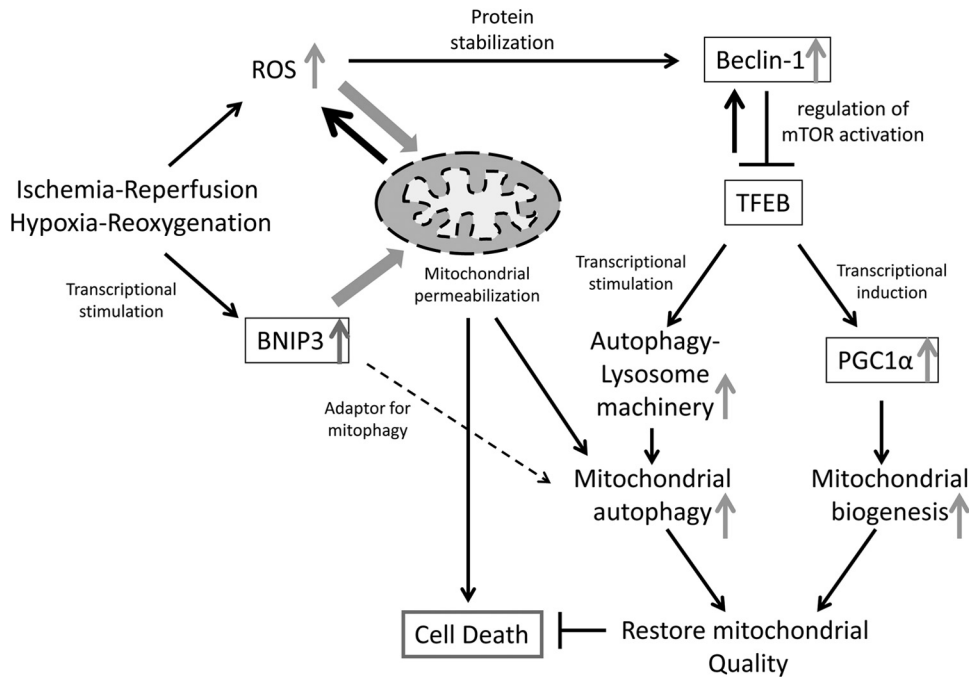 Protein
stabilization
ROS
Beclin-1
regulation of
mTOR activation
Ischemia-Reperfusion
Hypoxia-Reoxygenation
TFEB
Mitochondrial
permeabilization
Transcriptional
stimulation
Transcriptional
stimulation
Transcriptional
induction
BNIP3
Autophagy-
Lysosome
machinery
PGC1α
Adaptor for
mitophagy
Mitochondrial
autophagy
Mitochondrial
biogenesis
Cell Death
Restore mitochondrial
Quality